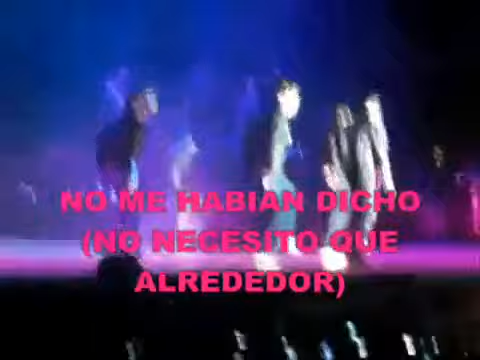 NO ME HABIAN DICHO
(NO NECESITO QUE
ALREDEDOR)